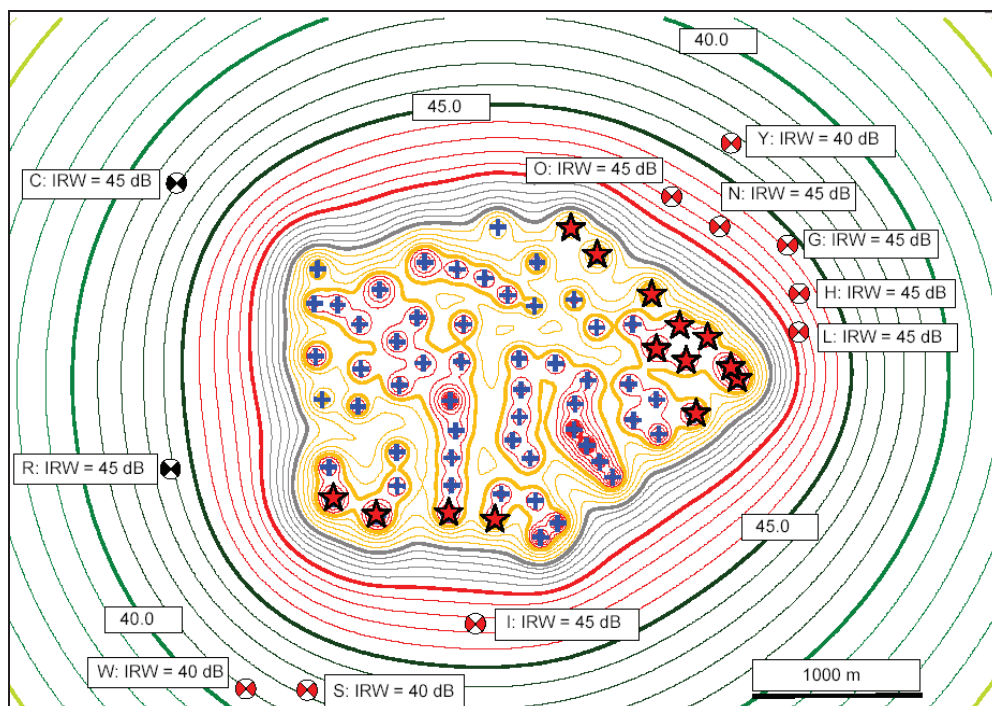 40.0
45.0
Y: IRW = 40 dB
O: IRW = 45 dB
C: IRW = 45 dB
N: IRW = 45 dB
G: IRW = 45 dB
H: IRW = 45 dB
L: IRW = 45 dB
R: IRW = 45 dB
45.0
40.0
I: IRW = 45 dB
W: IRW = 40 dB
S: IRW = 40 dB
1000 m